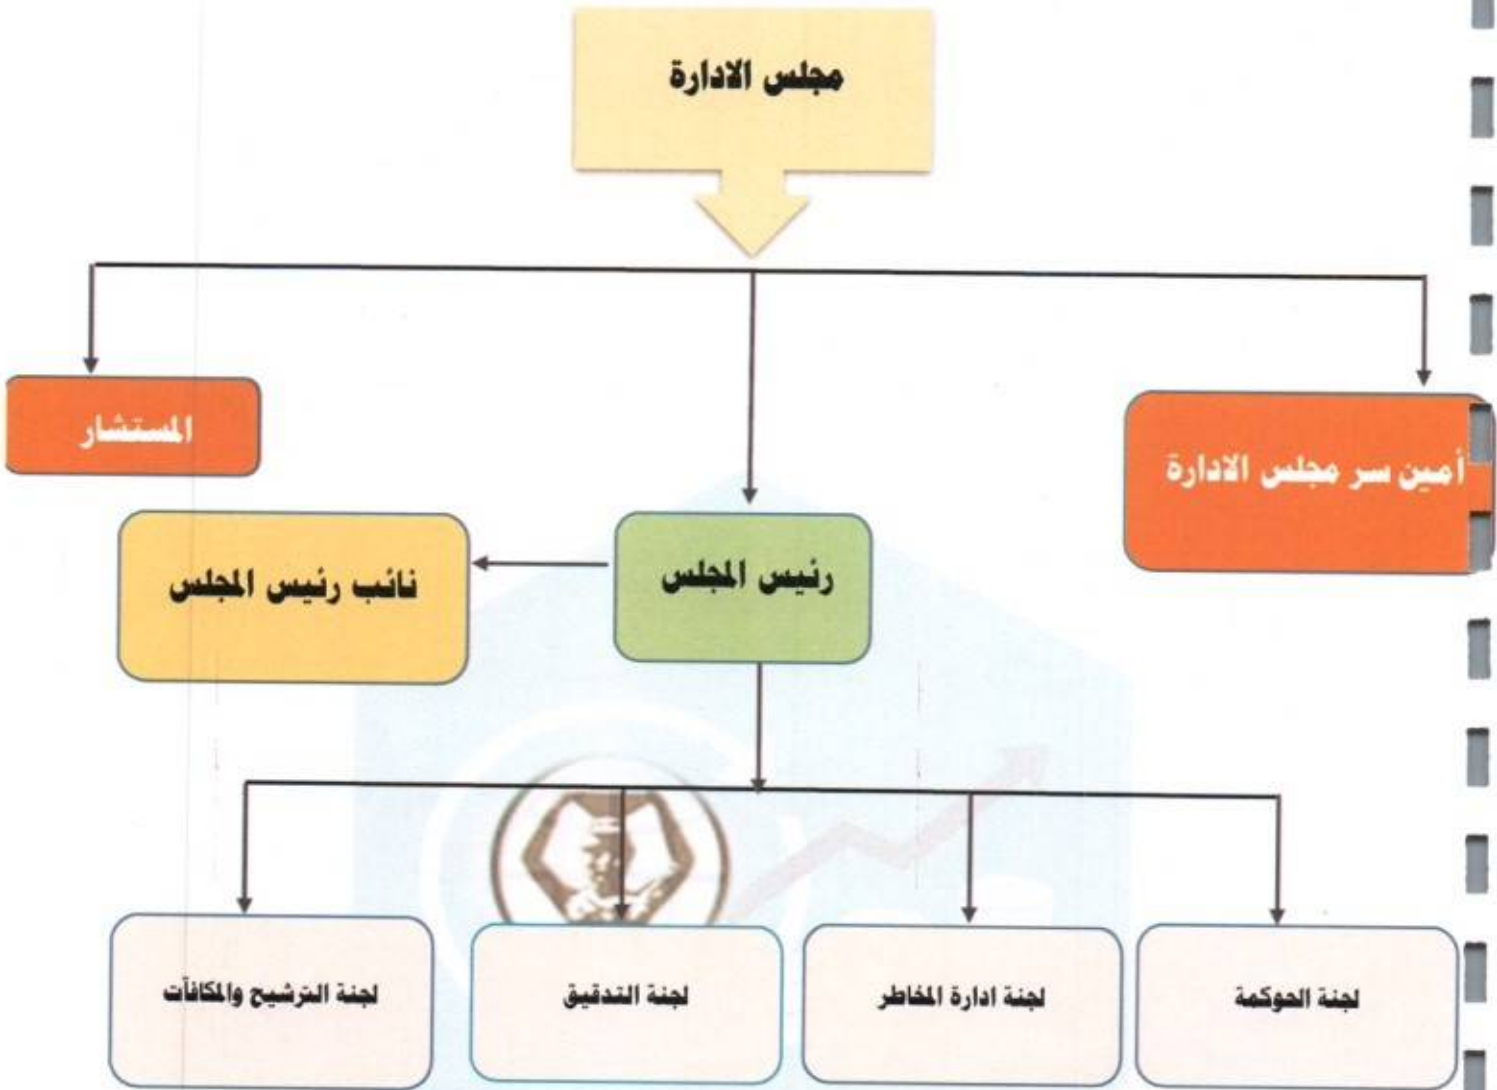 مجلس الادارة
أمين سر مجلس الادارة
المستشار
رئيس المجلس
نائب رئيس المجلس
لجنة الحوكمة
لجنة ادارة المخاطر
لجنة التدقيق
لجنة الترشيح والمكافآت